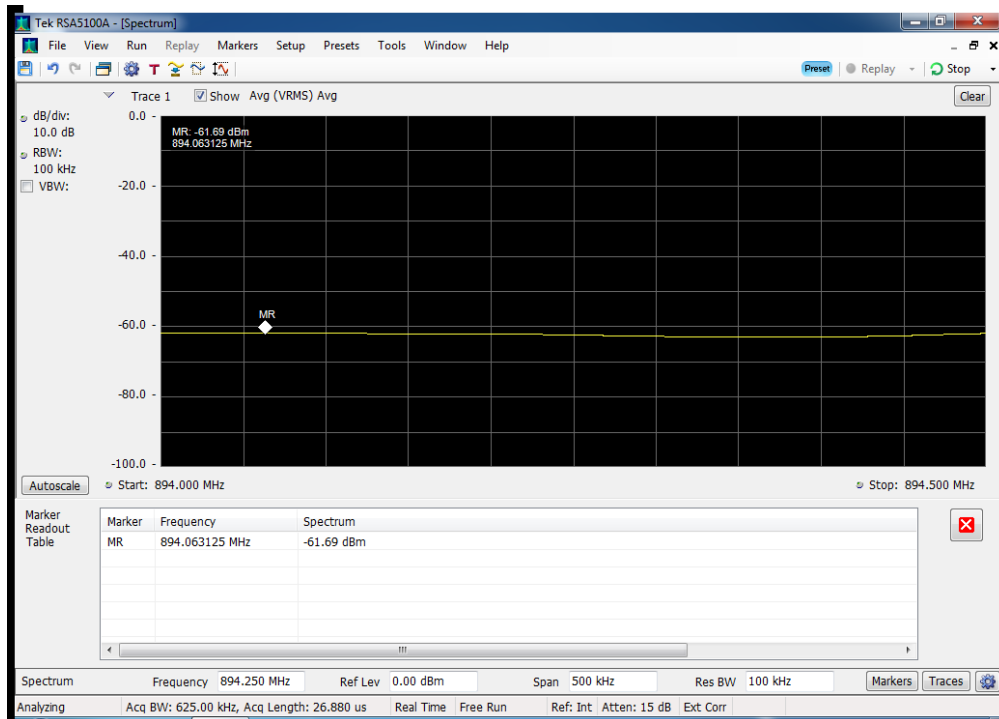 Tek RSA5100A - [Spectrum]
File View Run Replay Markers Setup Presets Tools Window Help
T
Preset Replay Stop
Trace 1 Show Avg (VRMS) Avg Clear
dB/div:
10.0 dB
RBW:
100 kHz
VBW:
0.0
-20.0
-40.0
-60.0
-80.0
-100.0
MR: -61.69 dBm
894.063125 MHz
MR
Autoscale Start: 894.000 MHz Stop: 894.500 MHz
Marker
Readout
Table
Marker Frequency Spectrum
MR 894.063125 MHz -61.69 dBm
Spectrum Frequency 894.250 MHz Ref Lev 0.00 dBm Span 500 kHz Res BW 100 kHz Markers Traces
Analyzing Acq BW: 625.00 kHz, Acq Length: 26.880 us Real Time Free Run Ref: Int Atten: 15 dB Ext Corr